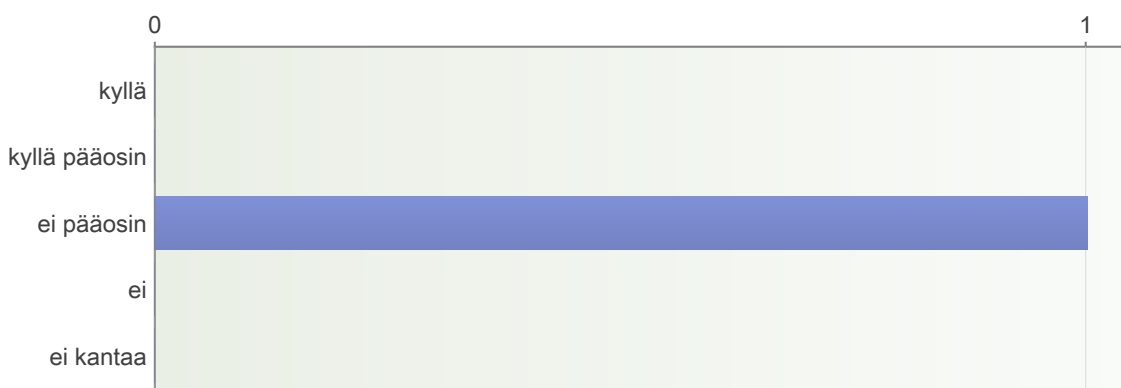 0 1
kyllä
kyllä pääosin
ei pääosin
ei
ei kantaa